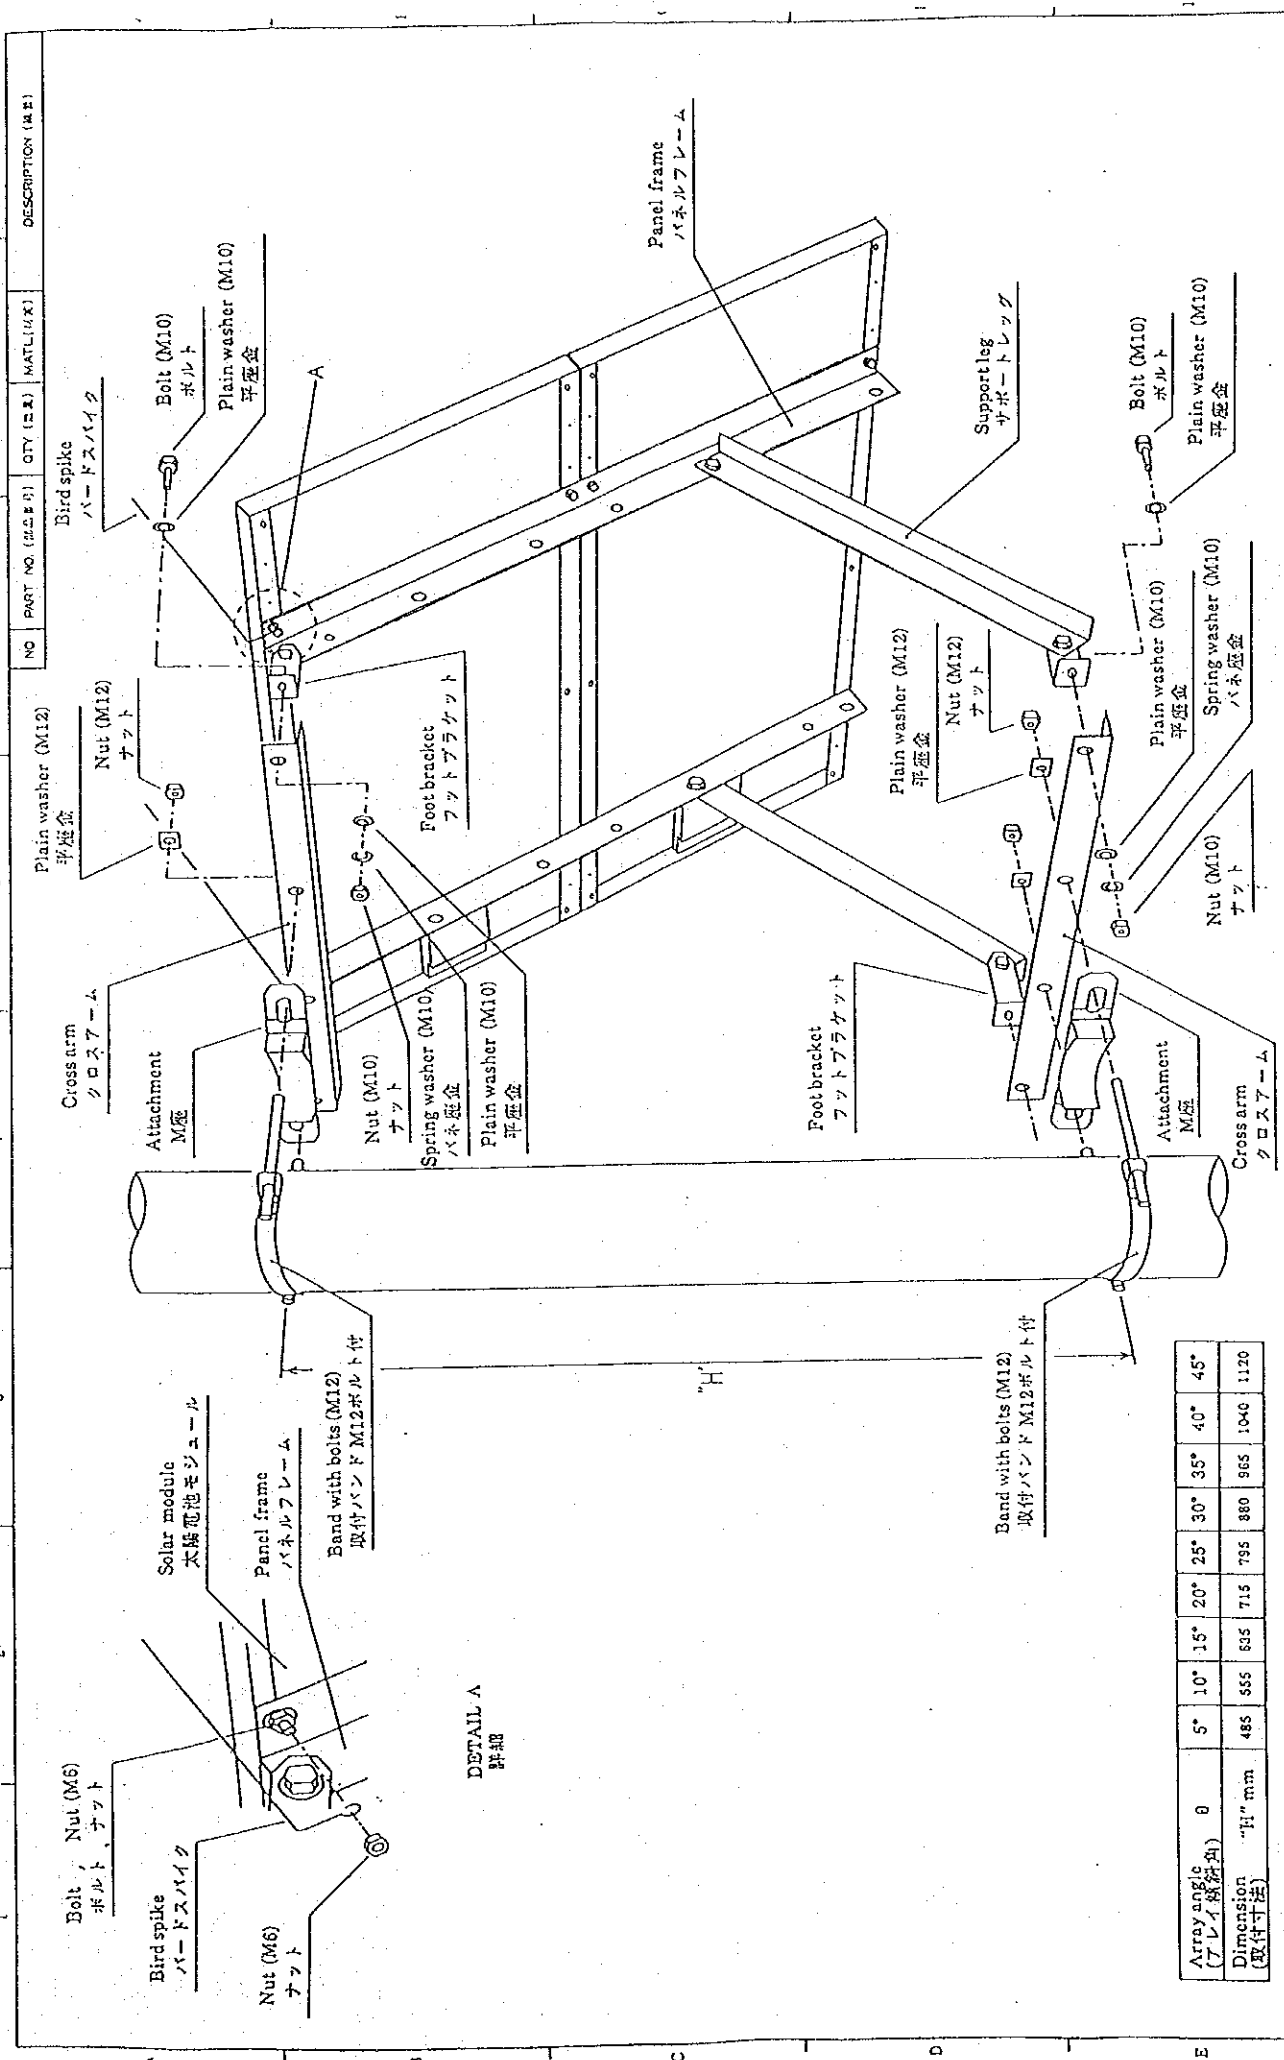 NO PART NO. QTY MATL DESCRIPTION
Bird spike
バードスパイク
Bolt (M10)
ボルト
Plain washer (M10)
平座金
A
Panel frame
パネルフレーム
Plain washer (M12)
平座金
Nut (M12)
ナット
Foot bracket
フットブラケット
Support leg
サポートレッグ
Bolt (M10)
ボルト
Plain washer (M10)
平座金
Plain washer (M12)
平座金
Nut (M12)
ナット
Plain washer (M10)
平座金
Spring washer (M10)
バネ座金
Nut (M10)
ナット
Cross arm
クロスアーム
Attachment
M座
Nut (M10)
ナット
Spring washer (M10)
バネ座金
Plain washer (M10)
平座金
Foot bracket
フットブラケット
Attachment
M座
Cross arm
クロスアーム
Solar module
太陽電池モジュール
Panel frame
パネルフレーム
Band with bolts (M12)
取付バンド M12ボルト付
"H"
Band with bolts (M12)
取付バンド M12ボルト付
Bolt , Nut (M6)
ボルト、ナット
Bird spike
バードスパイク
Nut (M6)
ナット
DETAIL A
詳細
Array angle θ 5° 10° 15° 20° 25° 30° 35° 40° 45°
(アレイ傾斜角)
Dimension "H" mm 485 555 635 715 795 880 965 1040 1120
(取付寸法)
C
D
E